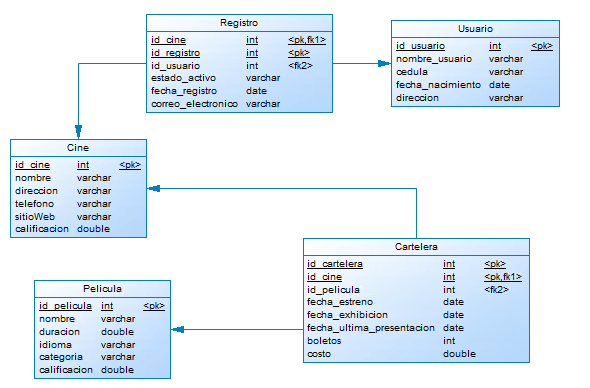 Registro
id_cine int <pk,fk1>
id_registro int <pk>
id_usuario int <fk2>
estado_activo varchar
fecha_registro date
correo_electronico varchar
Usuario
id_usuario int <pk>
nombre_usuario varchar
cedula varchar
fecha_nacimiento date
direccion varchar
Cine
id_cine int <pk>
nombre varchar
direccion varchar
telefono varchar
sitioWeb varchar
calificacion double
Cartelera
id_cartelera int <pk>
id_cine int <pk,fk1>
id_pelicula int <fk2>
fecha_estreno date
fecha_exhibicion date
fecha_ultima_presentacion date
boletos int
costo double
Pelicula
id_pelicula int <pk>
nombre varchar
duracion double
idioma varchar
categoria varchar
calificacion double